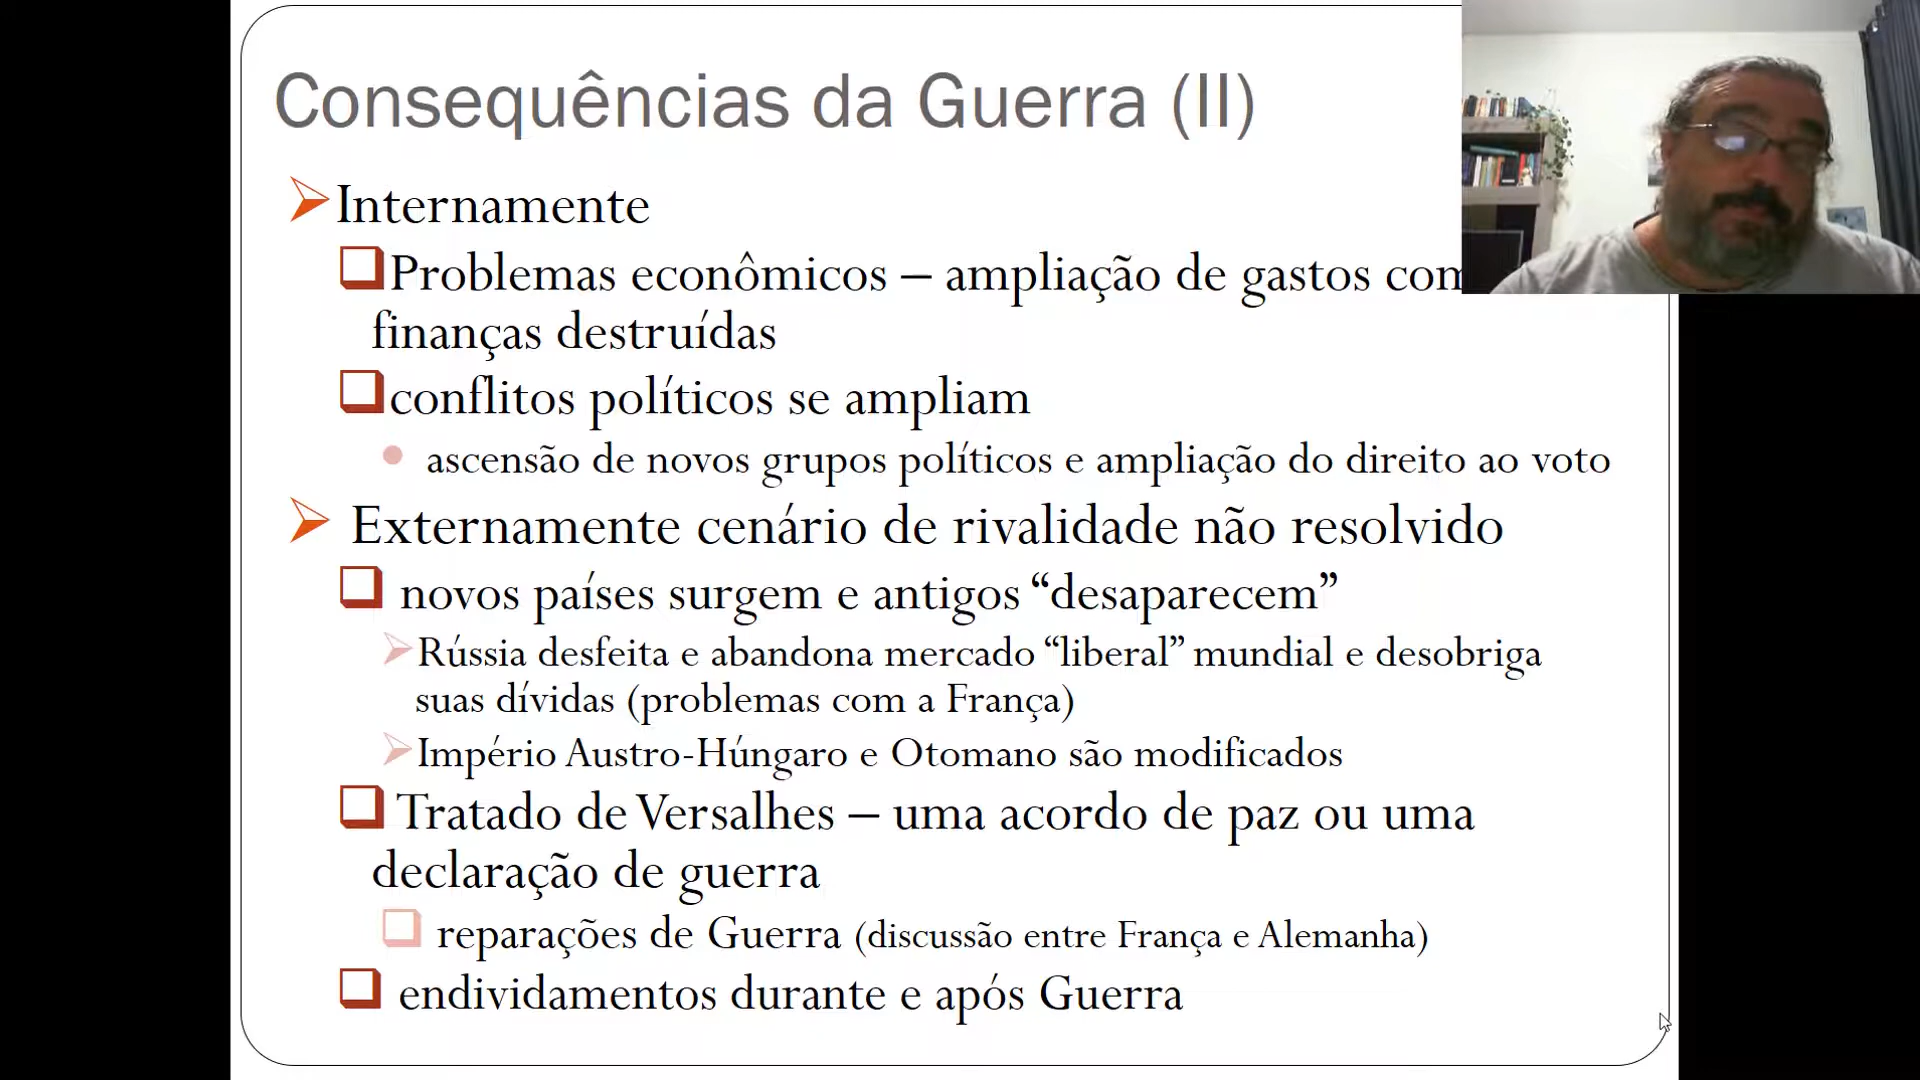 Consequências da Guerra (II)
Internamente
Problemas econômicos – ampliação de gastos com
finanças destruídas
conflitos políticos se ampliam
ascensão de novos grupos políticos e ampliação do direito ao voto
Externamente cenário de rivalidade não resolvido
novos países surgem e antigos “desaparecem”
Rússia desfeita e abandona mercado “liberal” mundial e desobriga
suas dívidas (problemas com a França)
Império Austro-Húngaro e Otomano são modificados
Tratado de Versalhes – uma acordo de paz ou uma
declaração de guerra
reparações de Guerra (discussão entre França e Alemanha)
endividamentos durante e após Guerra